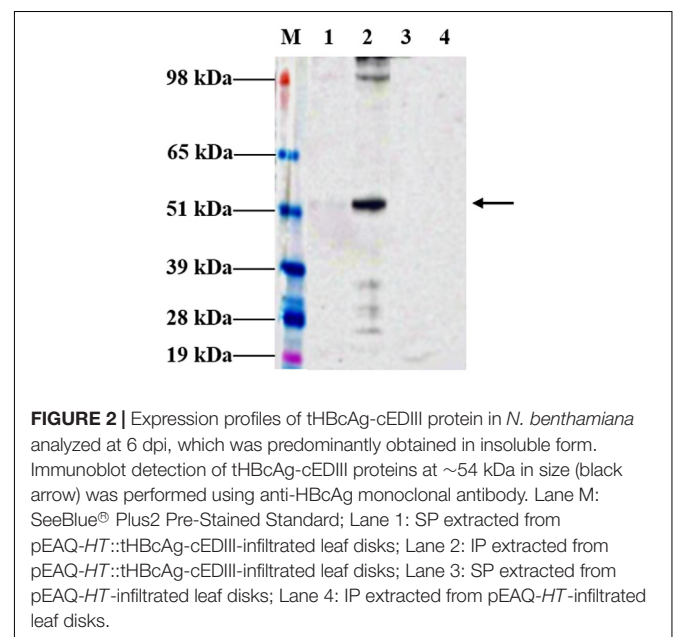 M 1 2 3 4
98 kDa
65 kDa
51 kDa
39 kDa
28 kDa
19 kDa
FIGURE 2 | Expression profiles of tHBcAg-cEDIII protein in N. benthamiana
analyzed at 6 dpi, which was predominantly obtained in insoluble form.
Immunoblot detection of tHBcAg-cEDIII proteins at ∼54 kDa in size (black
arrow) was performed using anti-HBcAg monoclonal antibody. Lane M:
SeeBlue® Plus2 Pre-Stained Standard; Lane 1: SP extracted from
pEAQ-HT::tHBcAg-cEDIII-infiltrated leaf disks; Lane 2: IP extracted from
pEAQ-HT::tHBcAg-cEDIII-infiltrated leaf disks; Lane 3: SP extracted from
pEAQ-HT-infiltrated leaf disks; Lane 4: IP extracted from pEAQ-HT-infiltrated
leaf disks.